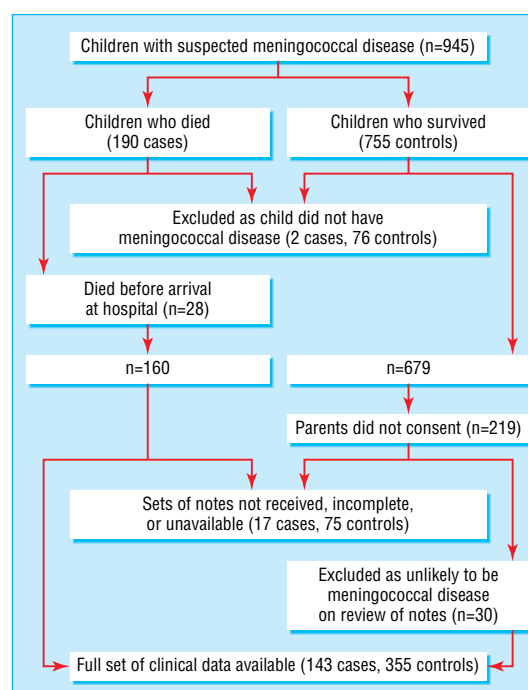 Children with suspected meningococcal disease (n=945)
Children who died
(190 cases)
Children who survived
(755 controls)
Excluded as child did not have
meningococcal disease (2 cases, 76 controls)
Died before arrival
at hospital (n=28)
n=160
n=679
Parents did not consent (n=219)
Sets of notes not received, incomplete,
or unavailable (17 cases, 75 controls)
Excluded as unlikely to be
meningococcal disease
on review of notes (n=30)
Full set of clinical data available (143 cases, 355 controls)